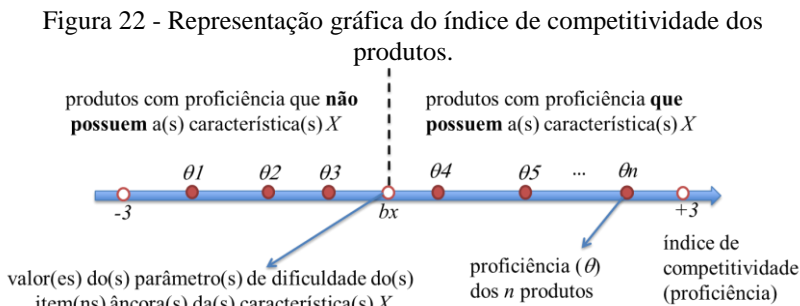 Figura 22 - Representação gráfica do índice de competitividade dos
produtos.
produtos com proficiência que não
possuem a(s) característica(s) X
produtos com proficiência que
possuem a(s) característica(s) X
θ1 θ2 θ3 θ4 θ5 ... θn
-3 bx +3
valor(es) do(s) parâmetro(s) de dificuldade do(s)
item(ns) âncora(s) da(s) característica(s) X
proficiência (θ)
dos n produtos
índice de
competitividade
(proficiência)